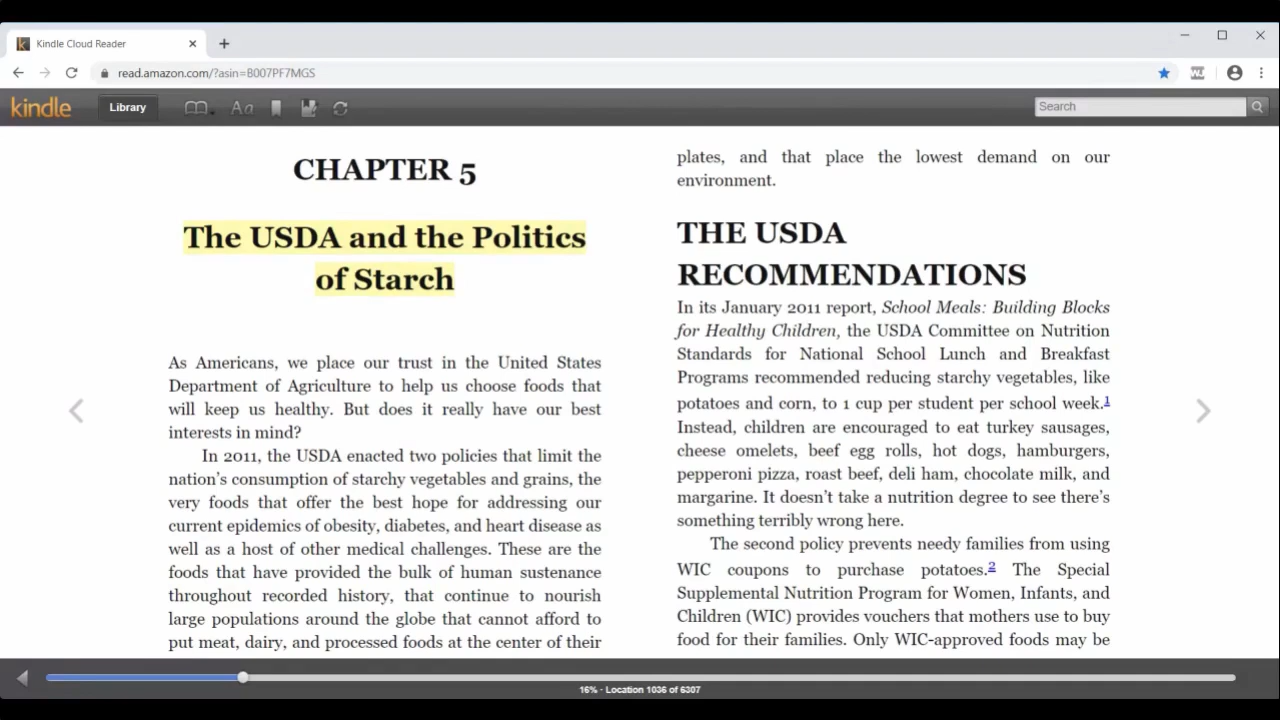 Kindle Cloud Reader
read.amazon.com/?asin=B007PF7MGS
kindle
Library
Aa
Search
CHAPTER 5
The USDA and the Politics
of Starch
As Americans, we place our trust in the United States
Department of Agriculture to help us choose foods that
will keep us healthy. But does it really have our best
interests in mind?
In 2011, the USDA enacted two policies that limit the
nation's consumption of starchy vegetables and grains, the
very foods that offer the best hope for addressing our
current epidemics of obesity, diabetes, and heart disease as
well as a host of other medical challenges. These are the
foods that have provided the bulk of human sustenance
throughout recorded history, that continue to nourish
large populations around the globe that cannot afford to
put meat, dairy, and processed foods at the center of their
plates, and that place the lowest demand on our
environment.
THE USDA
RECOMMENDATIONS
In its January 2011 report, School Meals: Building Blocks
for Healthy Children, the USDA Committee on Nutrition
Standards for National School Lunch and Breakfast
Programs recommended reducing starchy vegetables, like
potatoes and corn, to 1 cup per student per school week.1
Instead, children are encouraged to eat turkey sausages,
cheese omelets, beef egg rolls, hot dogs, hamburgers,
pepperoni pizza, roast beef, deli ham, chocolate milk, and
margarine. It doesn't take a nutrition degree to see there's
something terribly wrong here.
The second policy prevents needy families from using
WIC coupons to purchase potatoes.2 The Special
Supplemental Nutrition Program for Women, Infants, and
Children (WIC) provides vouchers that mothers use to buy
food for their families. Only WIC-approved foods may be
16% - Location 1036 of 6307